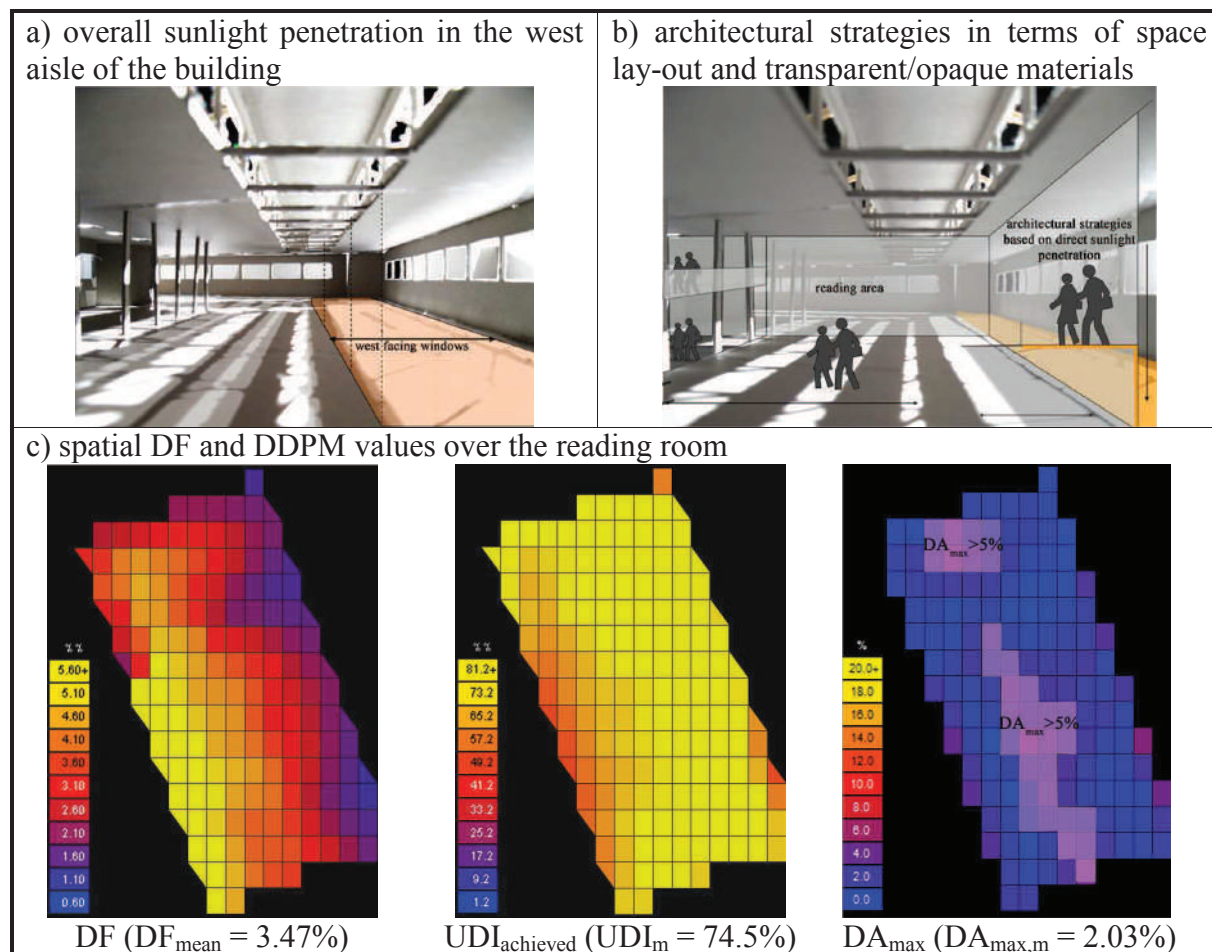 a) overall sunlight penetration in the west
aisle of the building
b) architectural strategies in terms of space
lay-out and transparent/opaque materials
west facing windows
architectural strategies
based on direct sunlight
penetration
reading area
c) spatial DF and DDPM values over the reading room
% %
5.60+
5.10
4.60
4.10
3.60
3.10
2.60
2.10
1.60
1.10
0.60
DF (DFmean = 3.47%)
% %
81.2+
73.2
65.2
57.2
49.2
41.2
33.2
25.2
17.2
9.2
1.2
UDIachieved (UDIm = 74.5%)
DAmax>5%
DAmax>5%
%
20.0+
18.0
16.0
14.0
12.0
10.0
8.0
6.0
4.0
2.0
0.0
DAmax (DAmax,m = 2.03%)